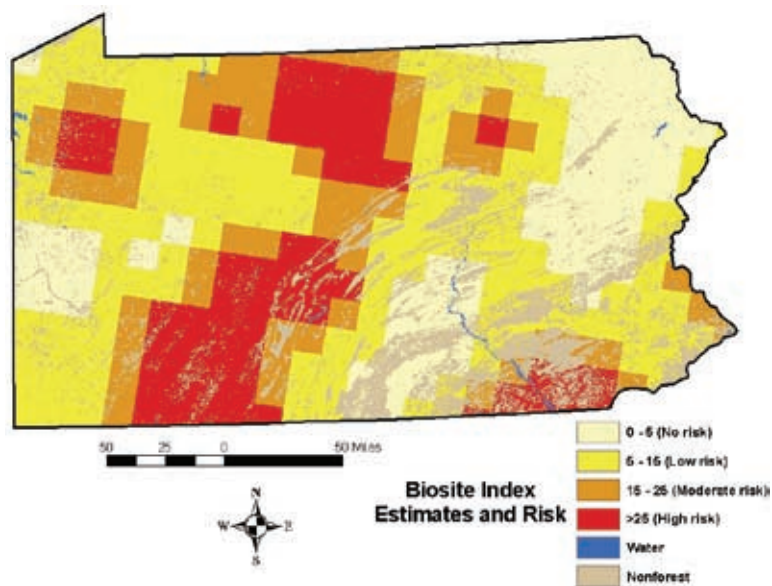 50 25 0 50 Miles
N
W E
S
Biosite Index
Estimates and Risk
0 - 5 (No risk)
5 - 15 (Low risk)
15 - 25 (Moderate risk)
>25 (High risk)
Water
Nonforest